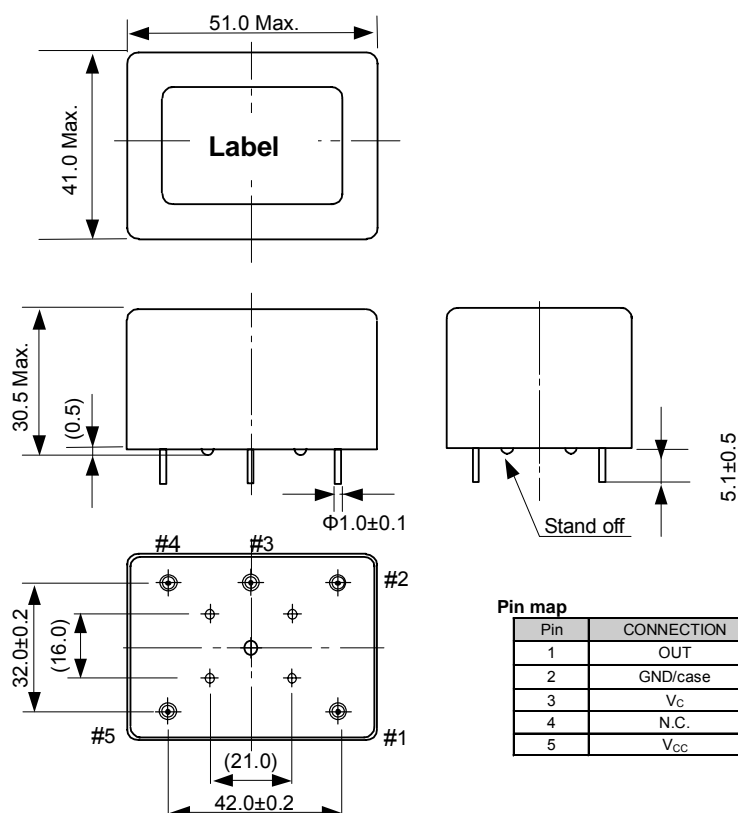 51.0 Max.
41.0 Max.
Label
30.5 Max.
(0.5)
Φ1.0±0.1
5.1±0.5
Stand off
#4
#3
#2
32.0±0.2
(16.0)
#5
#1
(21.0)
42.0±0.2
Pin map
Pin CONNECTION
1 OUT
2 GND/case
3 VC
4 N.C.
5 VCC